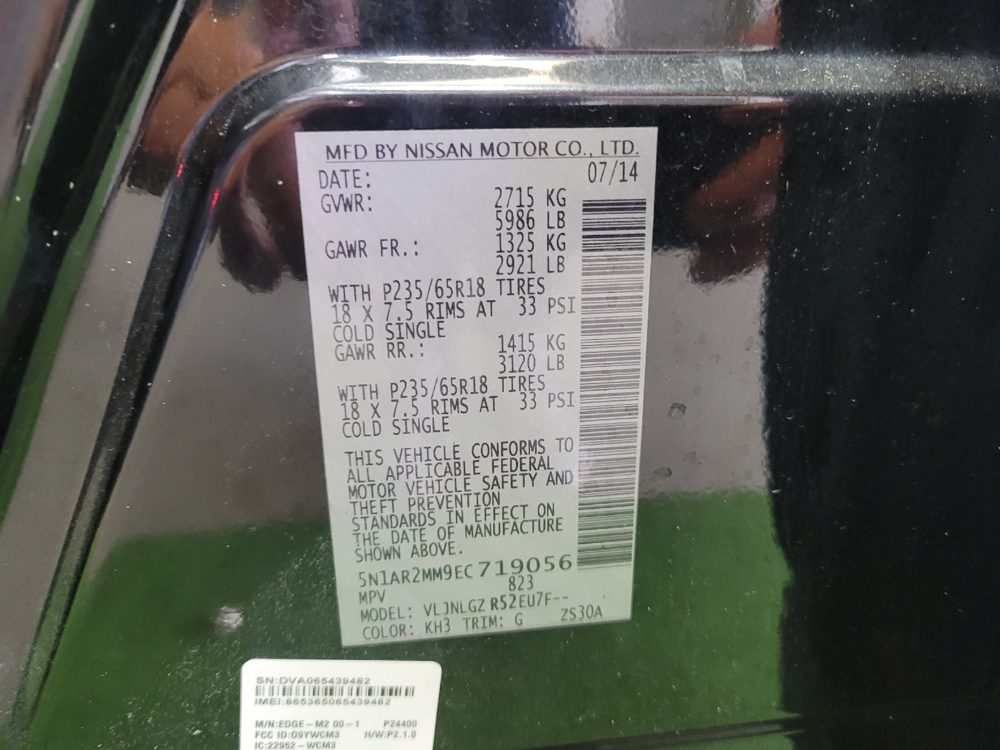 MFD BY NISSAN MOTOR CO., LTD.
DATE: 07/14
GVWR: 2715 KG
5986 LB
GAWR FR.: 1325 KG
2921 LB
WITH P235/65R18 TIRES
18 X 7.5 RIMS AT 33 PSI
COLD SINGLE
GAWR RR.: 1415 KG
3120 LB
WITH P235/65R18 TIRES
18 X 7.5 RIMS AT 33 PSI
COLD SINGLE
THIS VEHICLE CONFORMS TO
ALL APPLICABLE FEDERAL
MOTOR VEHICLE SAFETY AND
THEFT PREVENTION
STANDARDS IN EFFECT ON
THE DATE OF MANUFACTURE
SHOWN ABOVE.
5N1AR2MM9EC719056
MPV 823
MODEL: VLJNLGZ R52EU7F--
COLOR: KH3 TRIM: G ZS30A
SN:DVA065439482
IMEI:865365065439482
M/N:EDGE-M2 00-1 P24400
FCC ID:O9YWCM3 H/W:P2.1.0
IC:22952-WCM3